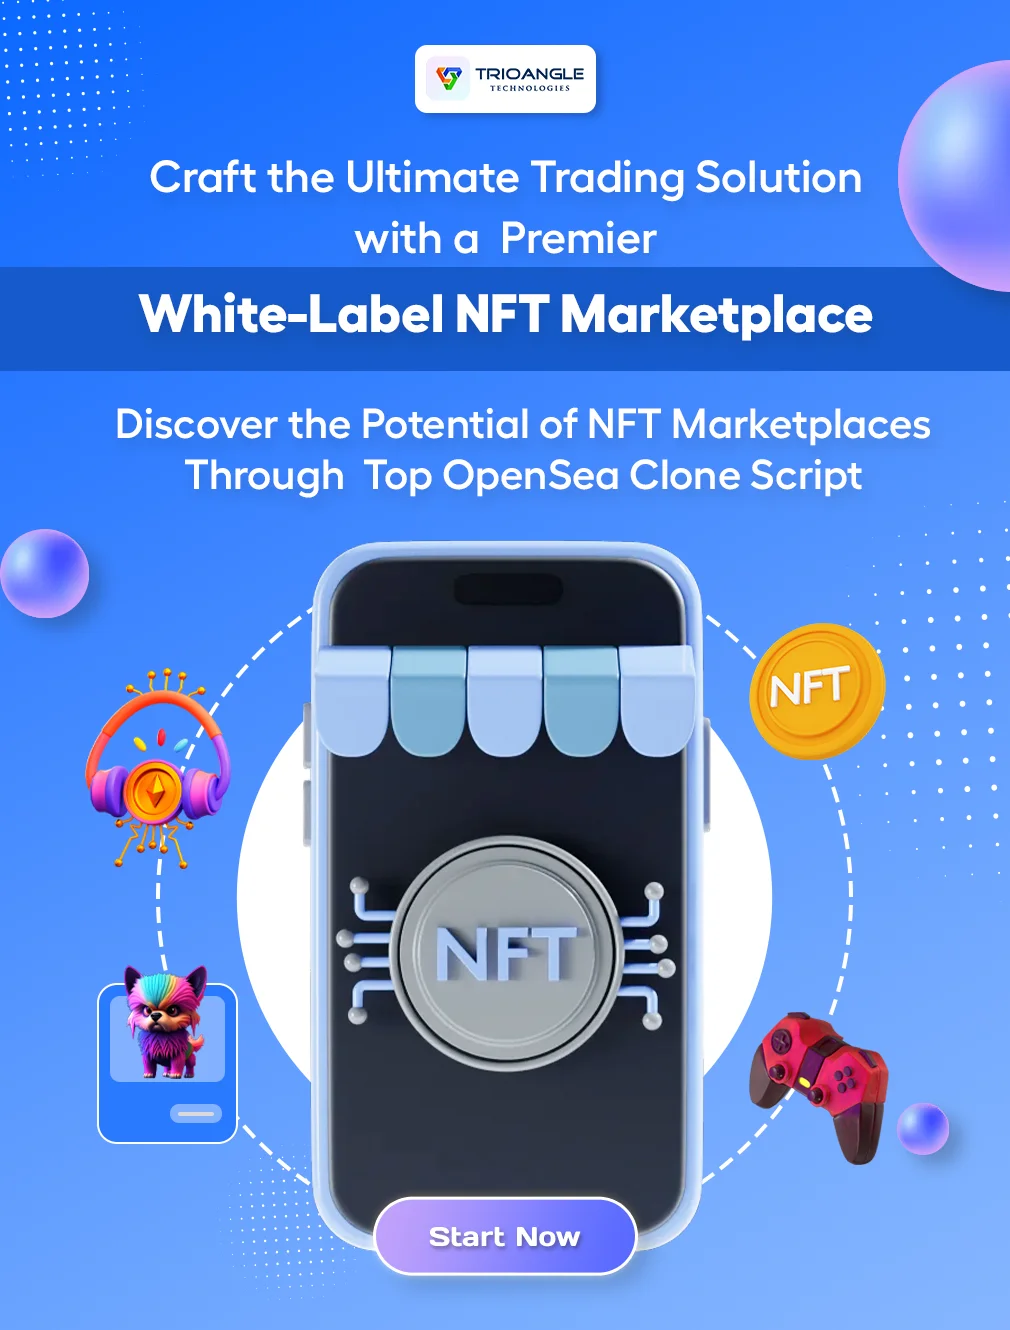 TRIOANGLE
TECHNOLOGIES
Craft the Ultimate Trading Solution
with a Premier
White-Label NFT Marketplace
Discover the Potential of NFT Marketplaces
Through Top OpenSea Clone Script
NFT
NFT
Start Now